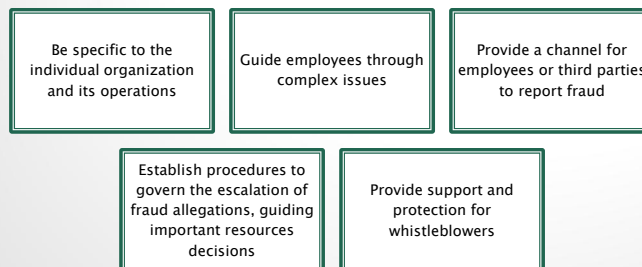 Be specific to the
individual organization
and its operations
Guide employees through
complex issues
Provide a channel for
employees or third parties
to report fraud
Establish procedures to
govern the escalation of
fraud allegations, guiding
important resources
decisions
Provide support and
protection for
whistleblowers